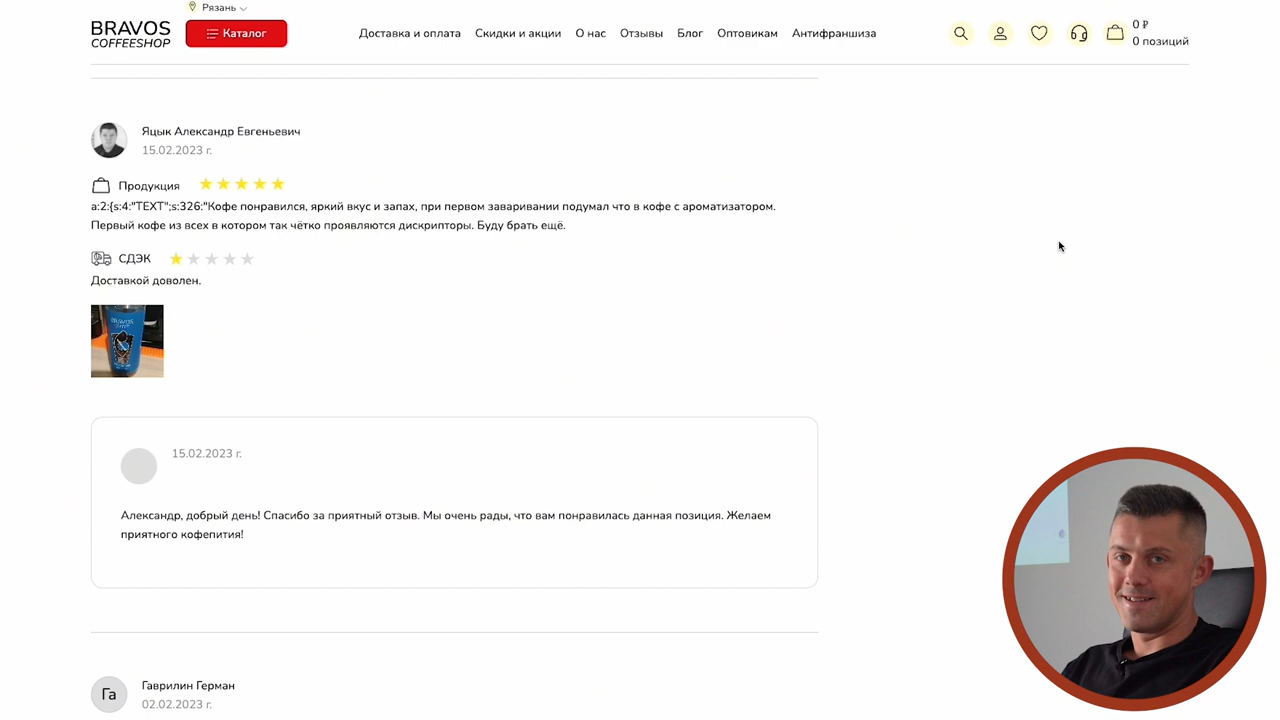 Рязань
BRAVOS
COFFEESHOP
Каталог
Доставка и оплата Скидки и акции О нас Отзывы Блог Оптовикам Антифраншиза
0 ₽
0 позиций
Яцык Александр Евгеньевич
15.02.2023 г.
Продукция
a:2:{s:4:"TEXT";s:326:"Кофе понравился, яркий вкус и запах, при первом заваривании подумал что в кофе с ароматизатором.
Первый кофе из всех в котором так чётко проявляются дискрипторы. Буду брать ещё.
СДЭК
Доставкой доволен.
BRAVOS
15.02.2023 г.
Александр, добрый день! Спасибо за приятный отзыв. Мы очень рады, что вам понравилась данная позиция. Желаем
приятного кофепития!
Га
Гаврилин Герман
02.02.2023 г.